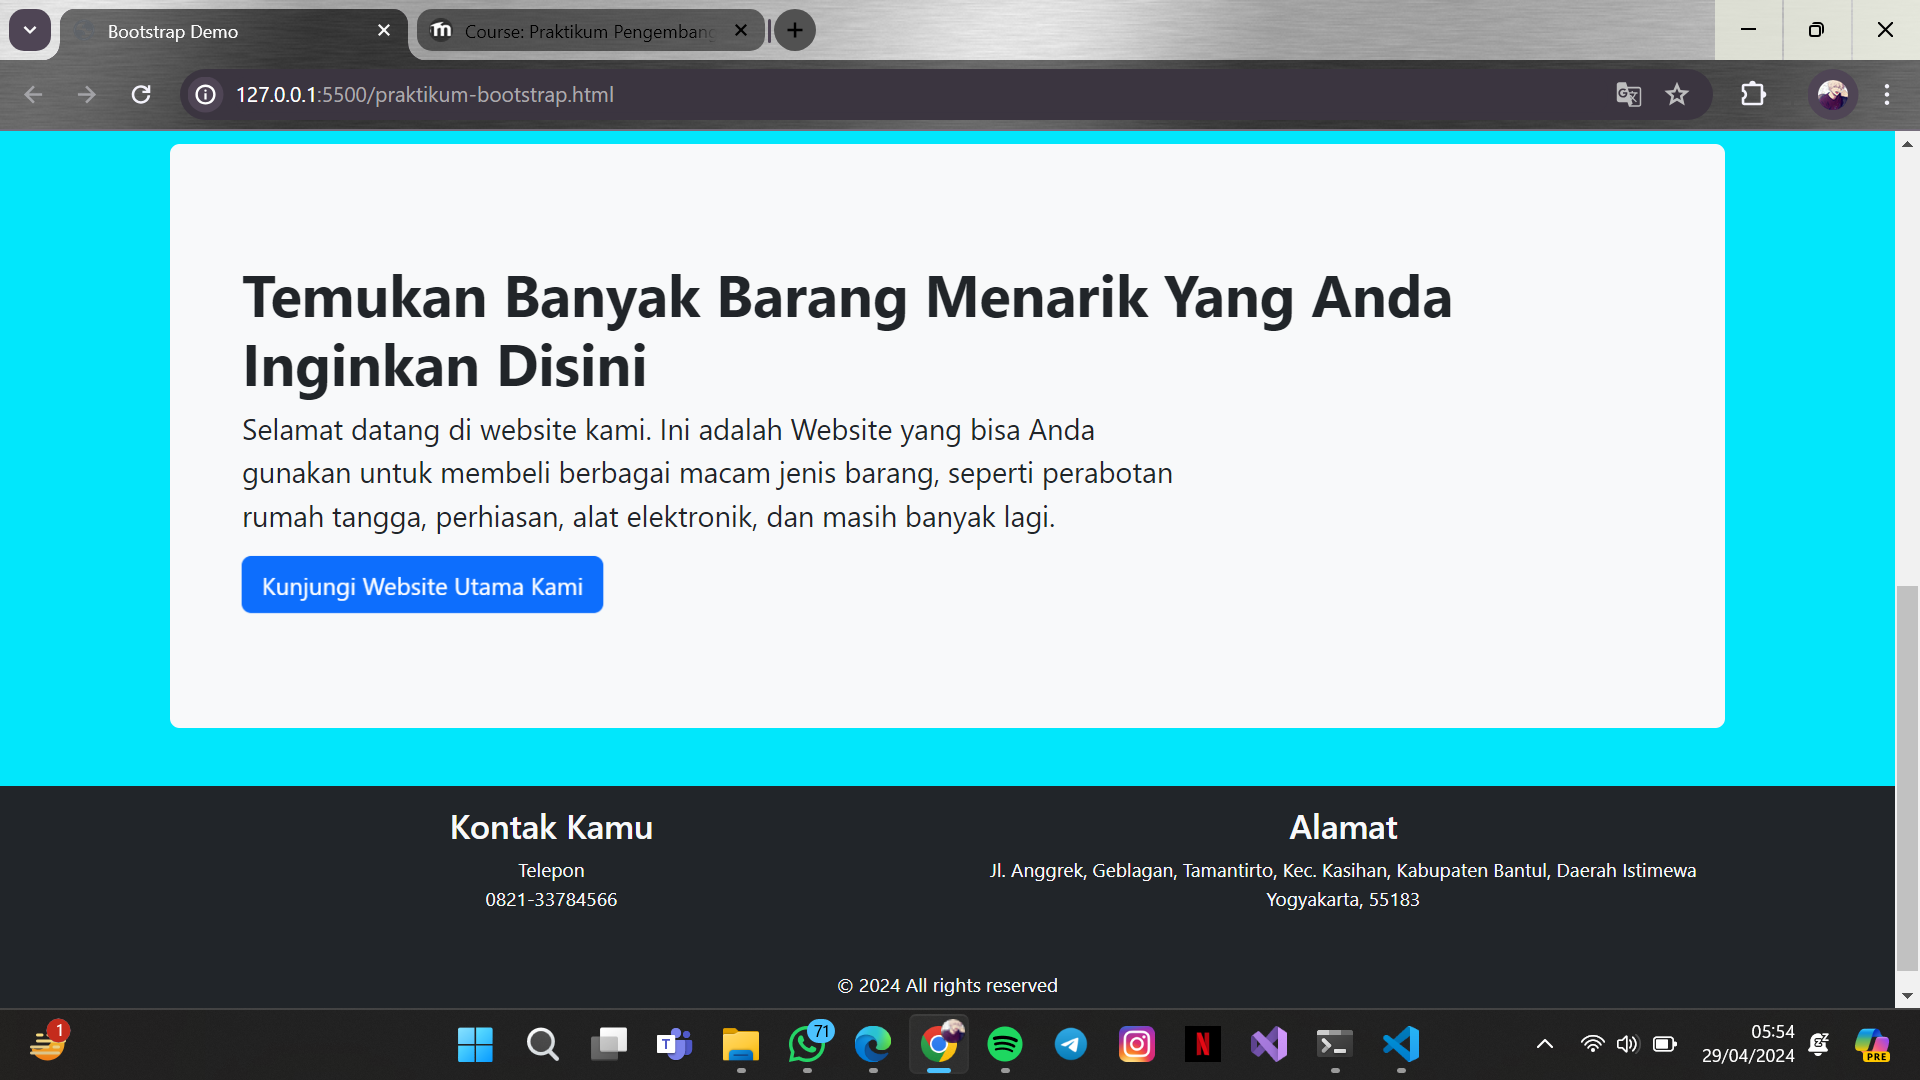 Bootstrap Demo
Course: Praktikum Pengembang
127.0.0.1:5500/praktikum-bootstrap.html
Temukan Banyak Barang Menarik Yang Anda
Inginkan Disini
Selamat datang di website kami. Ini adalah Website yang bisa Anda
gunakan untuk membeli berbagai macam jenis barang, seperti perabotan
rumah tangga, perhiasan, alat elektronik, dan masih banyak lagi.
Kunjungi Website Utama Kami
Kontak Kamu
Telepon
0821-33784566
Alamat
Jl. Anggrek, Geblagan, Tamantirto, Kec. Kasihan, Kabupaten Bantul, Daerah Istimewa
Yogyakarta, 55183
© 2024 All rights reserved
1
71
05:54
29/04/2024
PRE